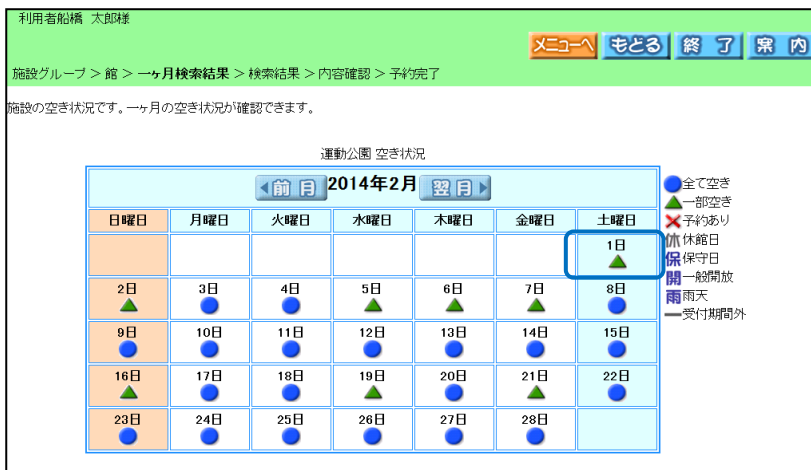 利用者船橋 太郎様
メニューへ もどる 終 了 案 内
施設グループ > 館 > 一ヶ月検索結果 > 検索結果 > 内容確認 > 予約完了
施設の空き状況です。一ヶ月の空き状況が確認できます。
運動公園 空き状況
前 月 2014年2月 翌 月
日曜日 月曜日 火曜日 水曜日 木曜日 金曜日 土曜日
1日
2日 3日 4日 5日 6日 7日 8日
9日 10日 11日 12日 13日 14日 15日
16日 17日 18日 19日 20日 21日 22日
23日 24日 25日 26日 27日 28日
全て空き
一部空き
予約あり
休 休館日
保 保守日
開 一般開放
雨 雨天
受付期間外